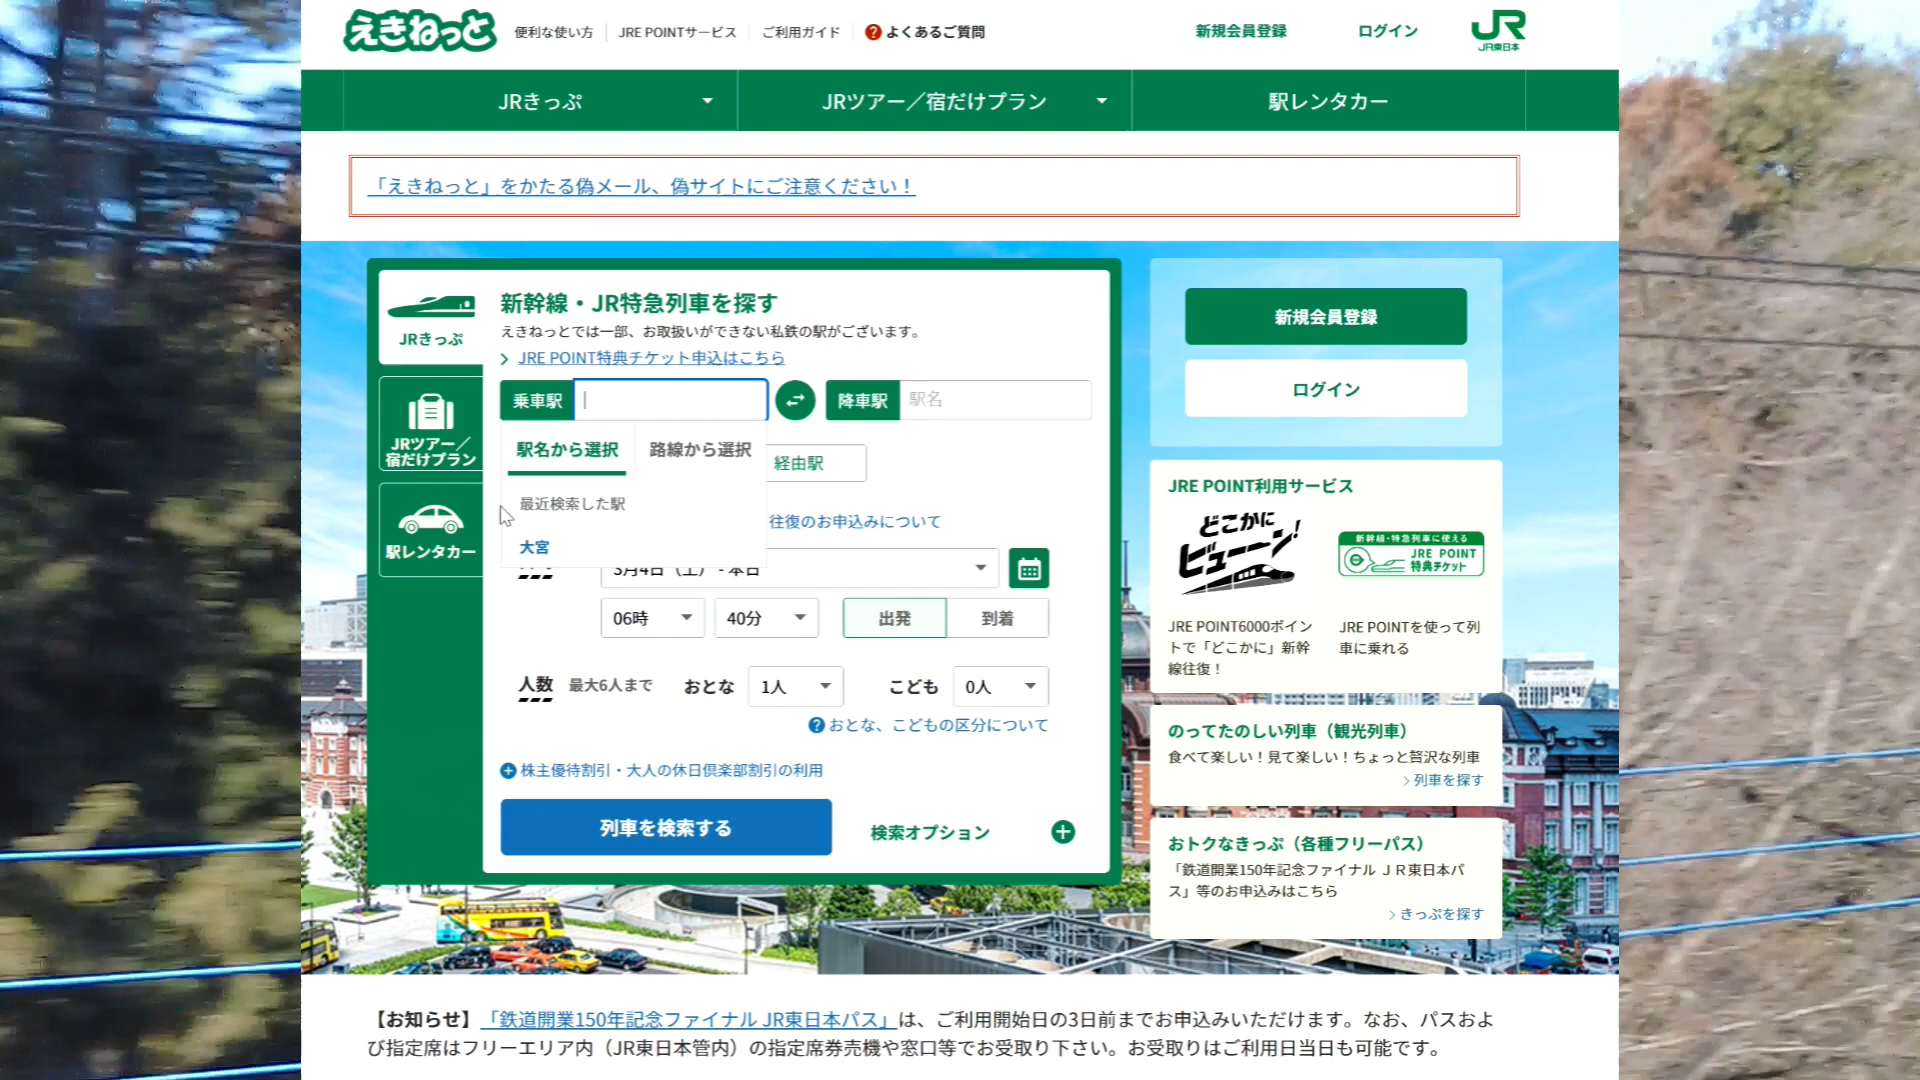 えきねっと
便利な使い方
JRE POINTサービス
ご利用ガイド
よくあるご質問
新規会員登録
ログイン
JR
JR東日本
JRきっぷ
JRツアー／宿だけプラン
駅レンタカー
「えきねっと」をかたる偽メール、偽サイトにご注意ください！
JRきっぷ
JRツアー／
宿だけプラン
駅レンタカー
新幹線・JR特急列車を探す
えきねっとでは一部、お取扱いができない私鉄の駅がございます。
JRE POINT特典チケット申込はこちら
乗車駅
降車駅 駅名
駅名から選択 路線から選択
経由駅
最近検索した駅
往復のお申込みについて
大宮
3月4日（土） - 本日
06時 40分 出発 到着
人数 最大6人まで おとな 1人 こども 0人
おとな、こどもの区分について
株主優待割引・大人の休日倶楽部割引の利用
列車を検索する
検索オプション
新規会員登録
ログイン
JRE POINT利用サービス
どこかに
ビューーン！
新幹線・特急列車に使える
JRE POINT
特典チケット
JRE POINT6000ポイン
トで「どこかに」新幹
線往復！
JRE POINTを使って列
車に乗れる
のってたのしい列車（観光列車）
食べて楽しい！見て楽しい！ちょっと贅沢な列車
列車を探す
おトクなきっぷ（各種フリーパス）
「鉄道開業150年記念ファイナル ＪＲ東日本パ
ス」等のお申込みはこちら
きっぷを探す
【お知らせ】「鉄道開業150年記念ファイナル JR東日本パス」は、ご利用開始日の3日前までお申込みいただけます。なお、パスおよ
び指定席はフリーエリア内（JR東日本管内）の指定席券売機や窓口等でお受取り下さい。お受取りはご利用日当日も可能です。